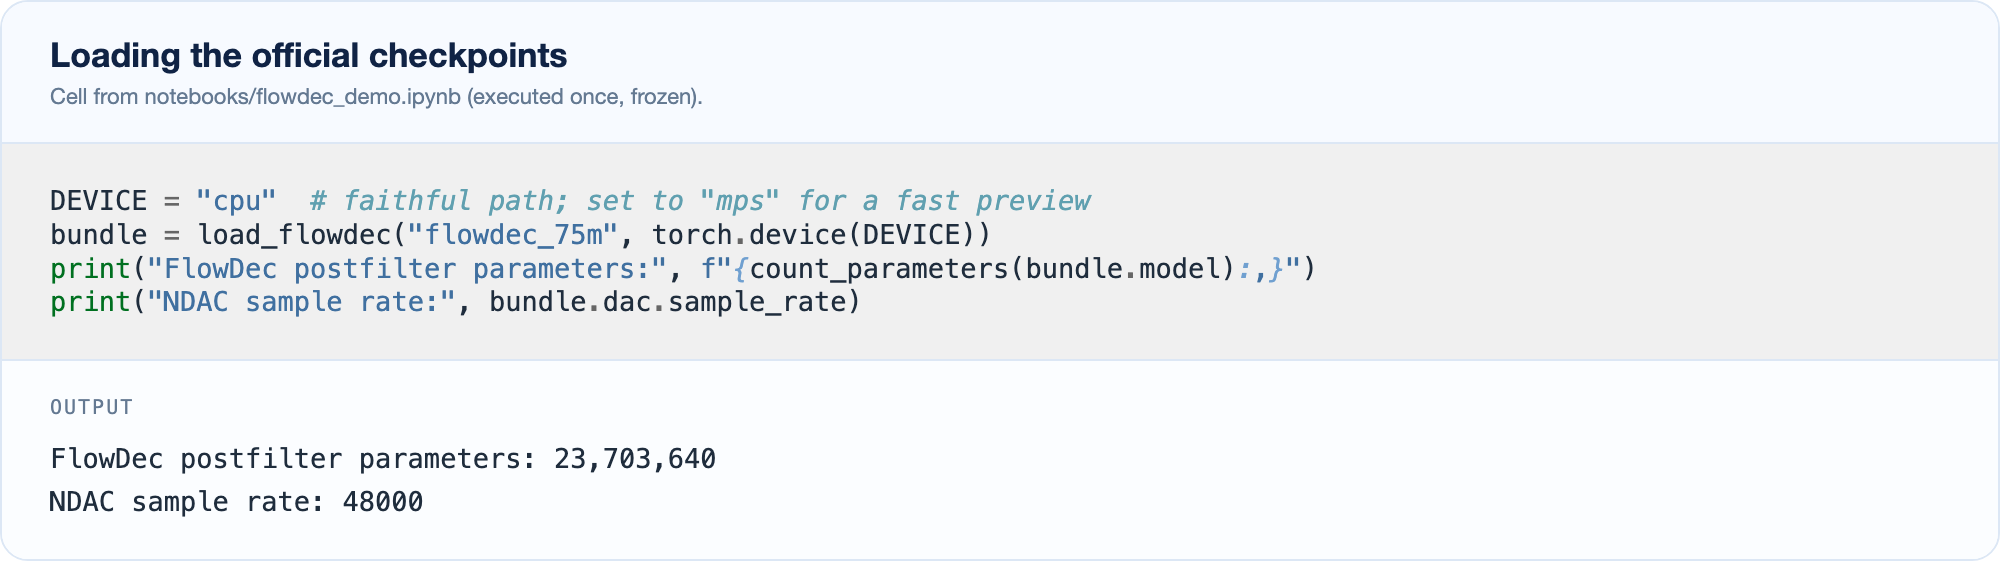 Loading the official checkpoints
Cell from notebooks/flowdec_demo.ipynb (executed once, frozen).
DEVICE = "cpu"  # faithful path; set to "mps" for a fast preview
bundle = load_flowdec("flowdec_75m", torch.device(DEVICE))
print("FlowDec postfilter parameters:", f"{count_parameters(bundle.model):,}")
print("NDAC sample rate:", bundle.dac.sample_rate)
OUTPUT
FlowDec postfilter parameters: 23,703,640
NDAC sample rate: 48000